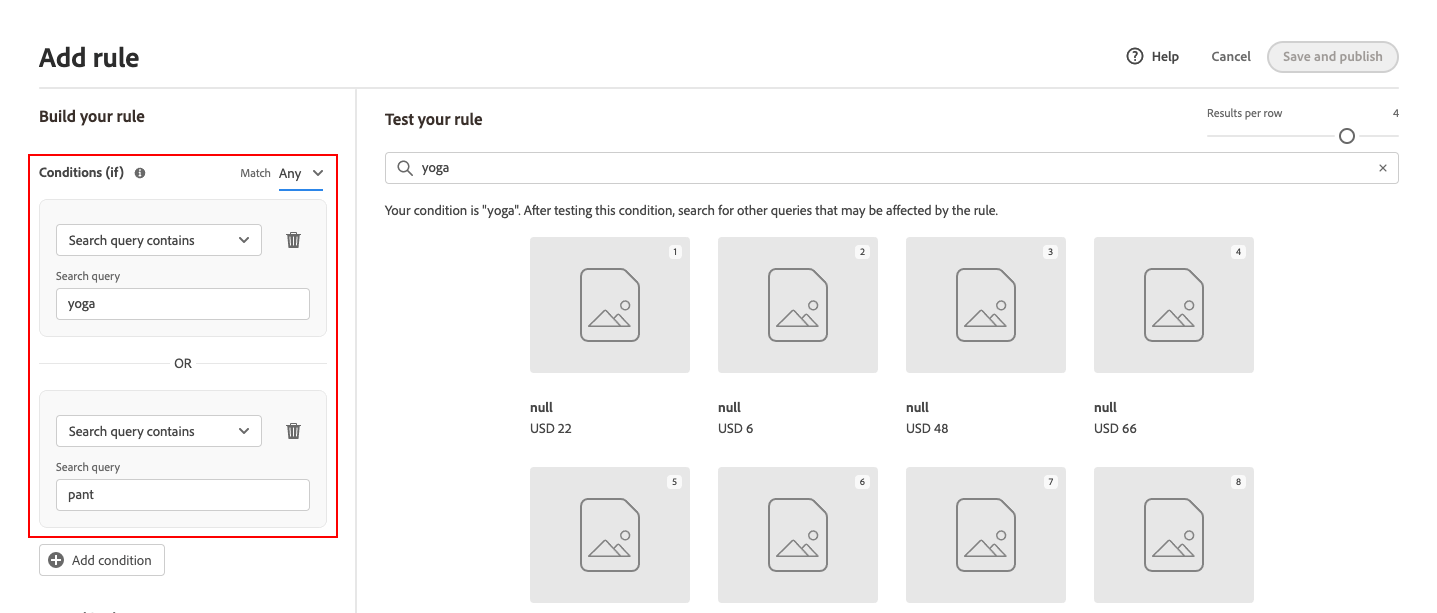 Add rule
Help Cancel Save and publish
Build your rule
Conditions (if) Match Any
Search query contains
Search query
yoga
OR
Search query contains
Search query
pant
Add condition
Test your rule
Results per row 4
yoga
Your condition is "yoga". After testing this condition, search for other queries that may be affected by the rule.
1 2 3 4
null null null null
USD 22 USD 6 USD 48 USD 66
5 6 7 8